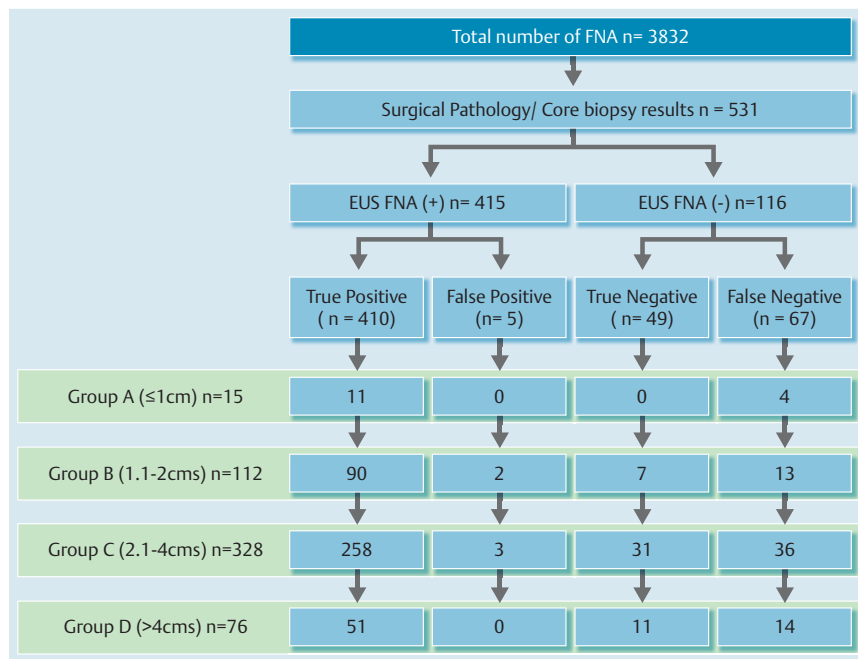 Total number of FNA n= 3832
Surgical Pathology/ Core biopsy results n = 531
EUS FNA (+) n= 415
EUS FNA (-) n=116
True Positive
( n = 410)
False Positive
(n= 5)
True Negative
( n= 49)
False Negative
(n = 67)
Group A (≤1cm) n=15 11 0 0 4
Group B (1.1-2cms) n=112 90 2 7 13
Group C (2.1-4cms) n=328 258 3 31 36
Group D (>4cms) n=76 51 0 11 14